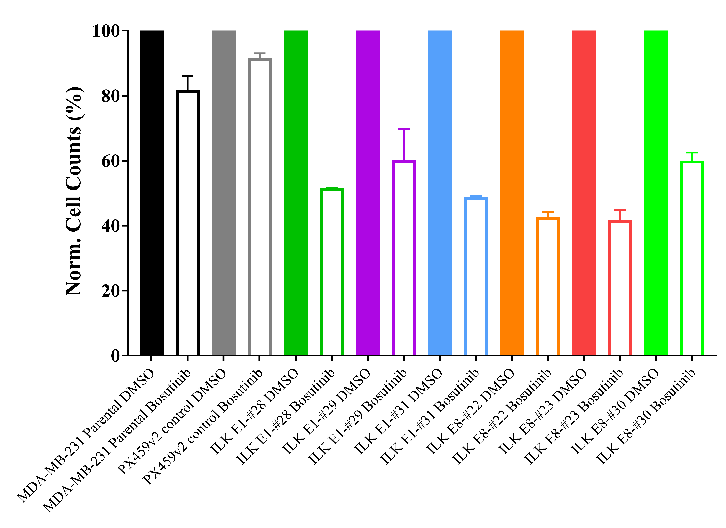 Norm. Cell Counts (%)
100
80
60
40
20
0
MDA-MB-231 Parental DMSO
MDA-MB-231 Parental Bosutinib
PX459v2 control DMSO
PX459v2 control Bosutinib
ILK E1-#28 DMSO
ILK E1-#28 Bosutinib
ILK E1-#29 DMSO
ILK E1-#29 Bosutinib
ILK E1-#31 DMSO
ILK E1-#31 Bosutinib
ILK E8-#22 DMSO
ILK E8-#22 Bosutinib
ILK E8-#23 DMSO
ILK E8-#23 Bosutinib
ILK E8-#30 DMSO
ILK E8-#30 Bosutinib